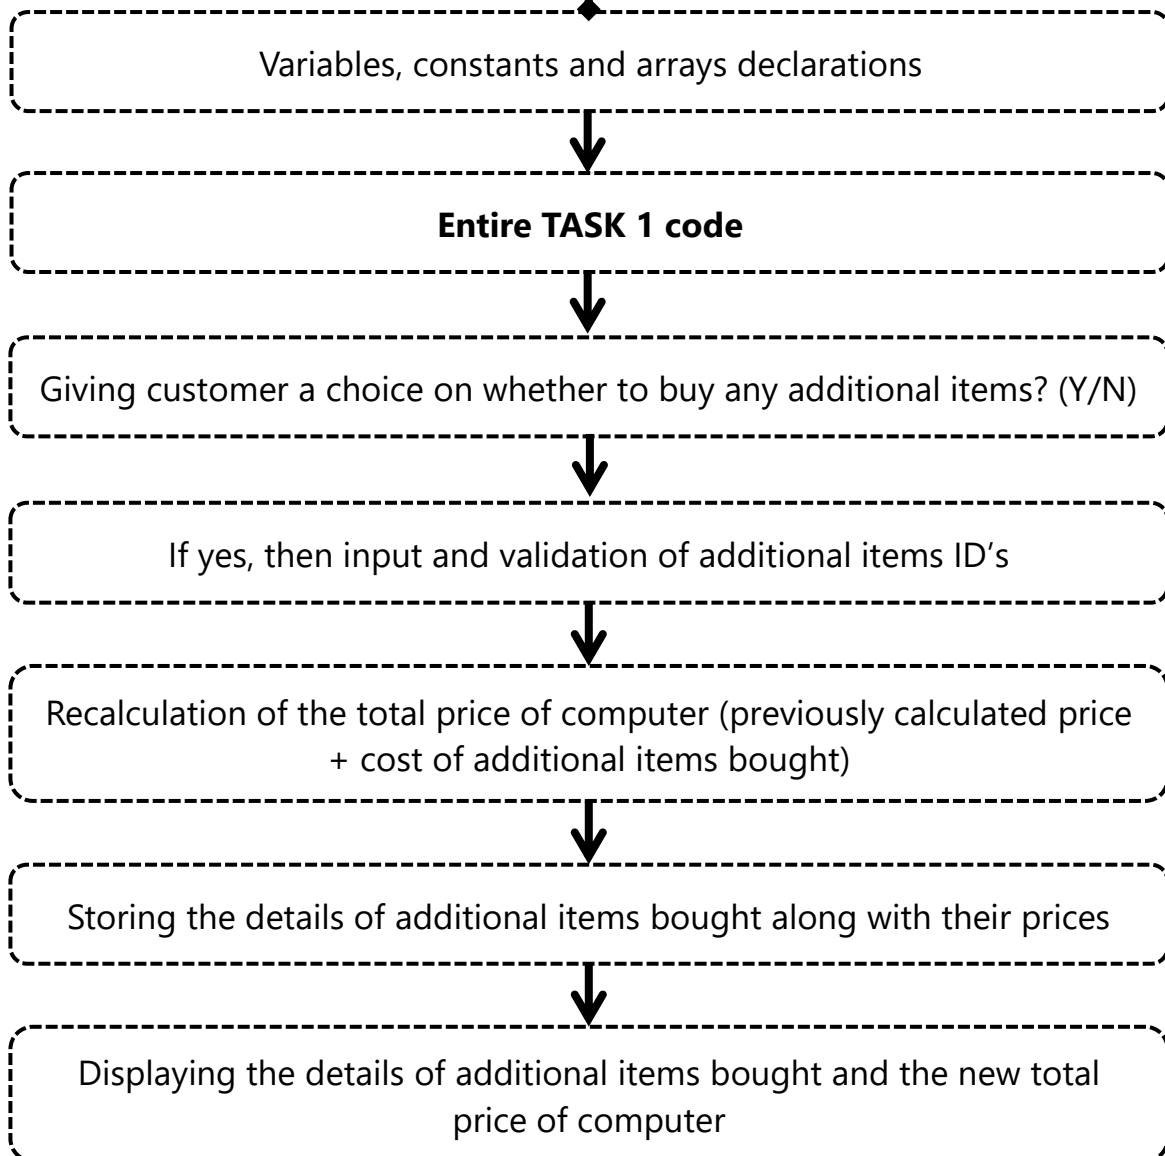 Variables, constants and arrays declarations
Entire TASK 1 code
Giving customer a choice on whether to buy any additional items? (Y/N)
If yes, then input and validation of additional items ID’s
Recalculation of the total price of computer (previously calculated price
+ cost of additional items bought)
Storing the details of additional items bought along with their prices
Displaying the details of additional items bought and the new total
price of computer